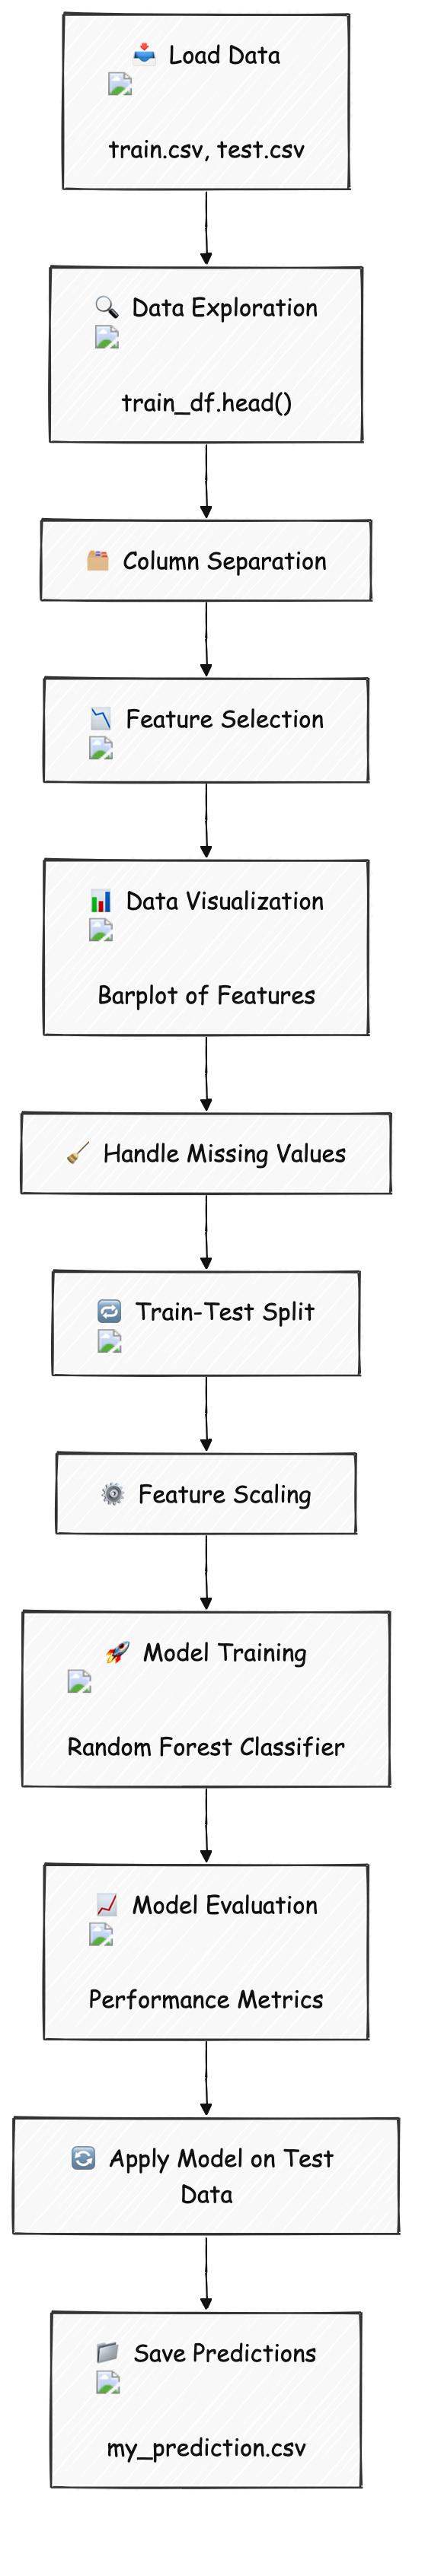 Load Data
train.csv, test.csv
Data Exploration
train_df.head()
Column Separation
Feature Selection
Data Visualization
Barplot of Features
Handle Missing Values
Train-Test Split
Feature Scaling
Model Training
Random Forest Classifier
Model Evaluation
Performance Metrics
Apply Model on Test
Data
Save Predictions
my_prediction.csv